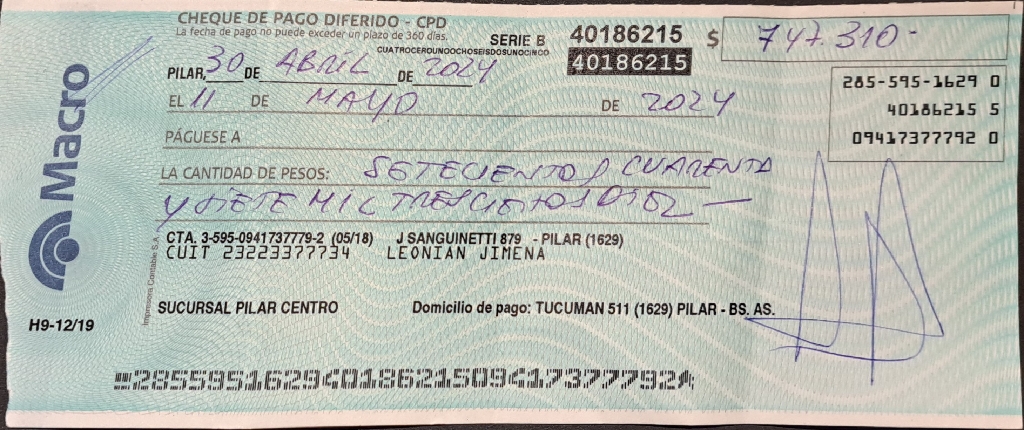 CHEQUE DE PAGO DIFERIDO - CPD
La fecha de pago no puede exceder un plazo de 360 días.
CUATROCEROUNOOCHOSEISDOSUNOCINCO
SERIE B 40186215 $ 747.310-
40186215
PILAR, 30 DE ABRIL DE 2024
285-595-1629 0
40186215 5
09417377792 0
EL 11 DE MAYO DE 2024
PÁGUESE A
LA CANTIDAD DE PESOS: SETECIENTOS CUARENTA
Y SIETE MIL TRESCIENTOS DIEZ —
CTA. 3-595-0941737779-2 (05/18) J SANGUINETTI 879 - PILAR (1629)
CUIT 23223377734 LEONIAN JIMENA
SUCURSAL PILAR CENTRO Domicilio de pago: TUCUMAN 511 (1629) PILAR - BS. AS.
Macro
H9-12/19
Impresora Contable S.A.
285595162940186215094173777792